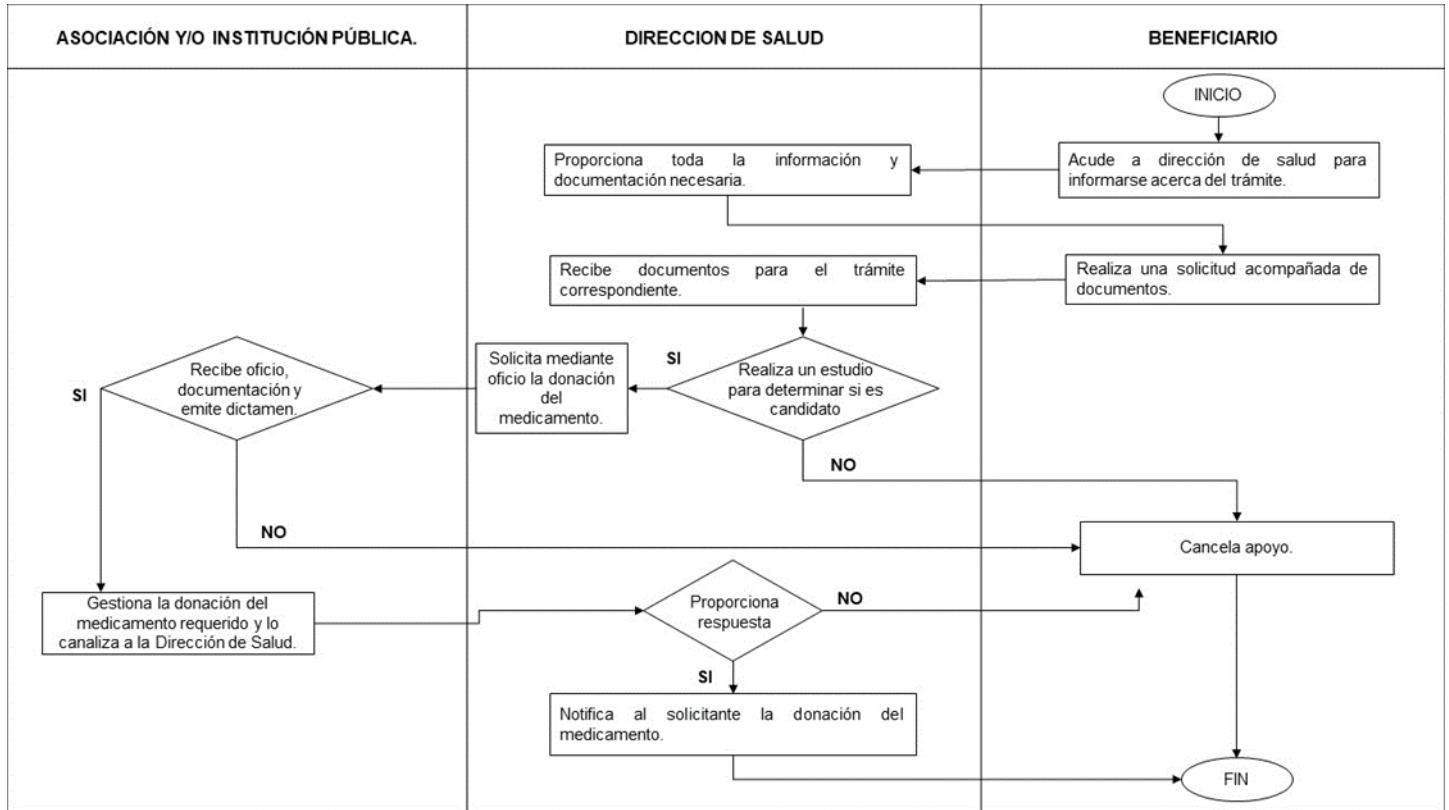 ASOCIACIÓN Y/O INSTITUCIÓN PÚBLICA.
DIRECCION DE SALUD
BENEFICIARIO
INICIO
Acude a dirección de salud para
informarse acerca del trámite.
Proporciona toda la información y
documentación necesaria.
Realiza una solicitud acompañada de
documentos.
Recibe documentos para el trámite
correspondiente.
Realiza un estudio
para determinar si es
candidato
SI
Solicita mediante
oficio la donación
del
medicamento.
Recibe oficio,
documentación y
emite dictamen.
SI
NO
NO
Cancela apoyo.
Gestiona la donación del
medicamento requerido y lo
canaliza a la Dirección de Salud.
Proporciona
respuesta
NO
SI
Notifica al solicitante la donación del
medicamento.
FIN